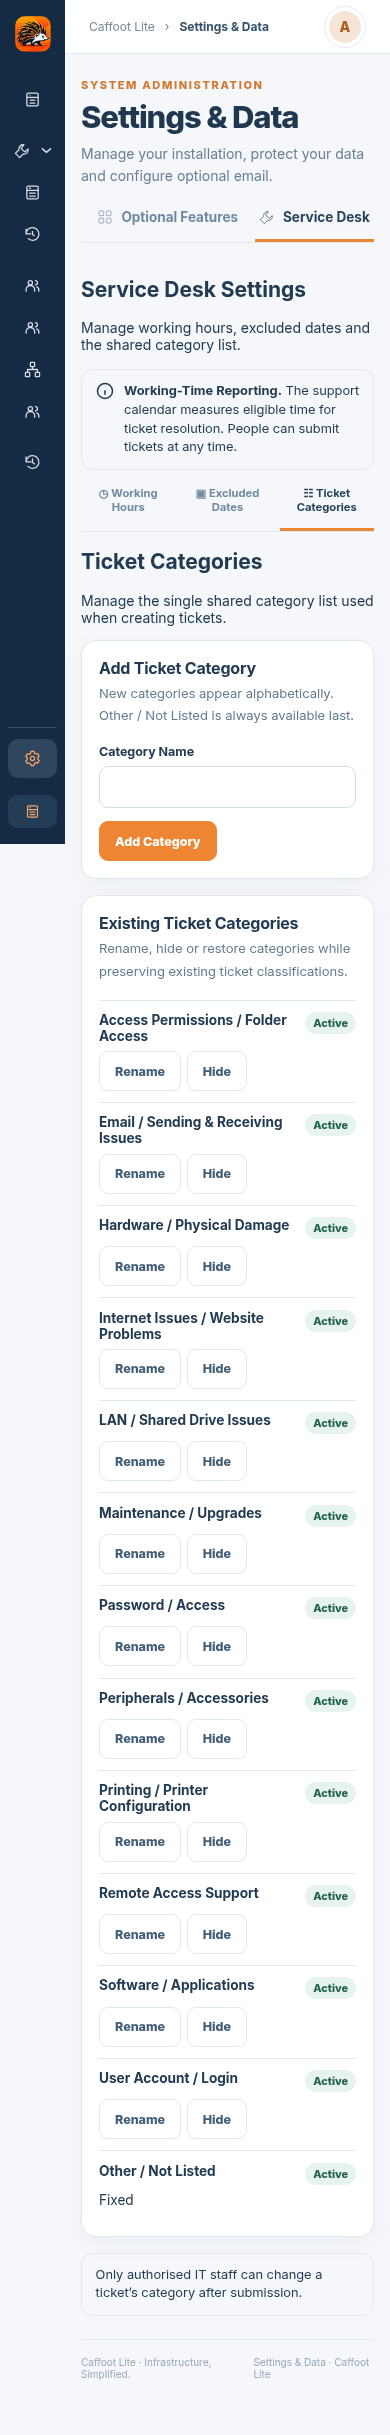 Caffoot Lite › Settings & Data
A
SYSTEM ADMINISTRATION
Settings & Data
Manage your installation, protect your data
and configure optional email.
Optional Features
Service Desk
Service Desk Settings
Manage working hours, excluded dates and
the shared category list.
Working-Time Reporting. The support
calendar measures eligible time for
ticket resolution. People can submit
tickets at any time.
Working
Hours
Excluded
Dates
Ticket
Categories
Ticket Categories
Manage the single shared category list used
when creating tickets.
Add Ticket Category
New categories appear alphabetically.
Other / Not Listed is always available last.
Category Name
Add Category
Existing Ticket Categories
Rename, hide or restore categories while
preserving existing ticket classifications.
Access Permissions / Folder
Access
Active
Rename
Hide
Email / Sending & Receiving
Issues
Active
Rename
Hide
Hardware / Physical Damage
Active
Rename
Hide
Internet Issues / Website
Problems
Active
Rename
Hide
LAN / Shared Drive Issues
Active
Rename
Hide
Maintenance / Upgrades
Active
Rename
Hide
Password / Access
Active
Rename
Hide
Peripherals / Accessories
Active
Rename
Hide
Printing / Printer
Configuration
Active
Rename
Hide
Remote Access Support
Active
Rename
Hide
Software / Applications
Active
Rename
Hide
User Account / Login
Active
Rename
Hide
Other / Not Listed
Active
Fixed
Only authorised IT staff can change a
ticket’s category after submission.
Caffoot Lite · Infrastructure,
Simplified.
Settings & Data · Caffoot
Lite